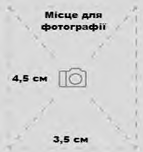 Місце для
фотографії
4,5 см
3,5 см